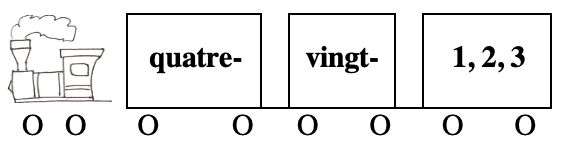 quatre- vingt- 1, 2, 3
O O O O O O O O